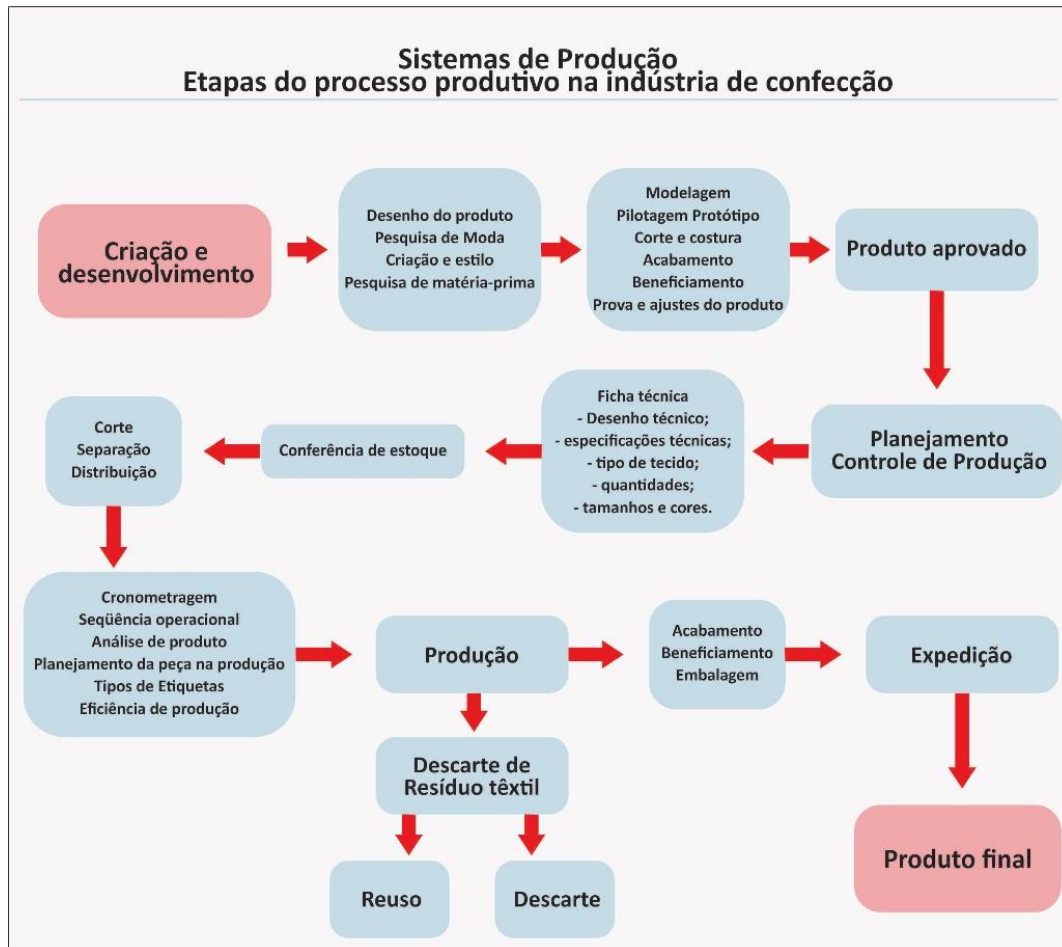 Sistemas de Produção
Etapas do processo produtivo na indústria de confecção
Criação e
desenvolvimento
Desenho do produto
Pesquisa de Moda
Criação e estilo
Pesquisa de matéria-prima
Modelagem
Pilotagem Protótipo
Corte e costura
Acabamento
Beneficiamento
Prova e ajustes do produto
Produto aprovado
Planejamento
Controle de Produção
Ficha técnica
- Desenho técnico;
- especificações técnicas;
- tipo de tecido;
- quantidades;
- tamanhos e cores.
Conferência de estoque
Corte
Separação
Distribuição
Cronometragem
Seqüência operacional
Análise de produto
Planejamento da peça na produção
Tipos de Etiquetas
Eficiência de produção
Produção
Acabamento
Beneficiamento
Embalagem
Expedição
Descarte de
Resíduo têxtil
Reuso
Descarte
Produto final